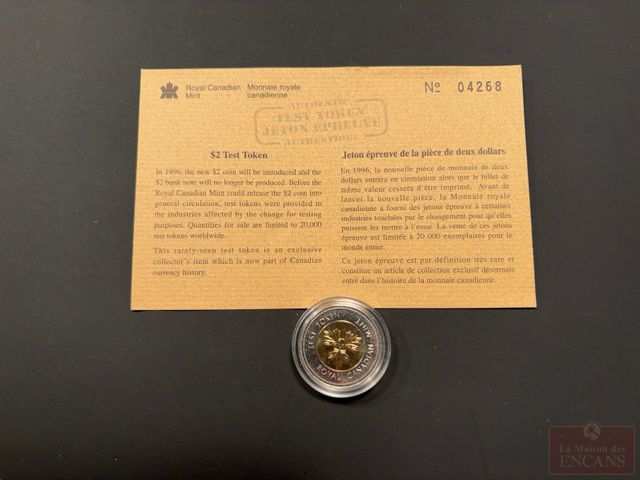 Royal Canadian Mint
Monnaie royale canadienne
Nº 04268
AUTHENTIC
TEST TOKEN
JETON ÉPREUVE
AUTHENTIQUE
$2 Test Token
In 1996, the new $2 coin will be introduced and the
$2 bank note will no longer be produced. Before the
Royal Canadian Mint could release the $2 coin into
general circulation, test tokens were provided to
the industries affected by the change for testing
purposes. Quantities for sale are limited to 20,000
test tokens worldwide.
This rarely-seen test token is an exclusive
collector's item which is now part of Canadian
currency history.
Jeton épreuve de la pièce de deux dollars
En 1996, la nouvelle pièce de monnaie de deux
dollars entrera en circulation alors que le billet de
même valeur cessera d'être imprimé. Avant de
lancer la nouvelle pièce, la Monnaie royale
canadienne a fourni des jetons épreuve à certaines
industries touchées par le changement pour qu'elles
puissent les mettre à l'essai. La vente de ces jetons
épreuve est limitée à 20 000 exemplaires pour le
monde entier.
Ce jeton épreuve est par définition très rare et
constitue un article de collection exclusif désormais
entré dans l'histoire de la monnaie canadienne.
TEST TOKEN
ROYAL CANADIAN MINT
La Maison des
ENCANS